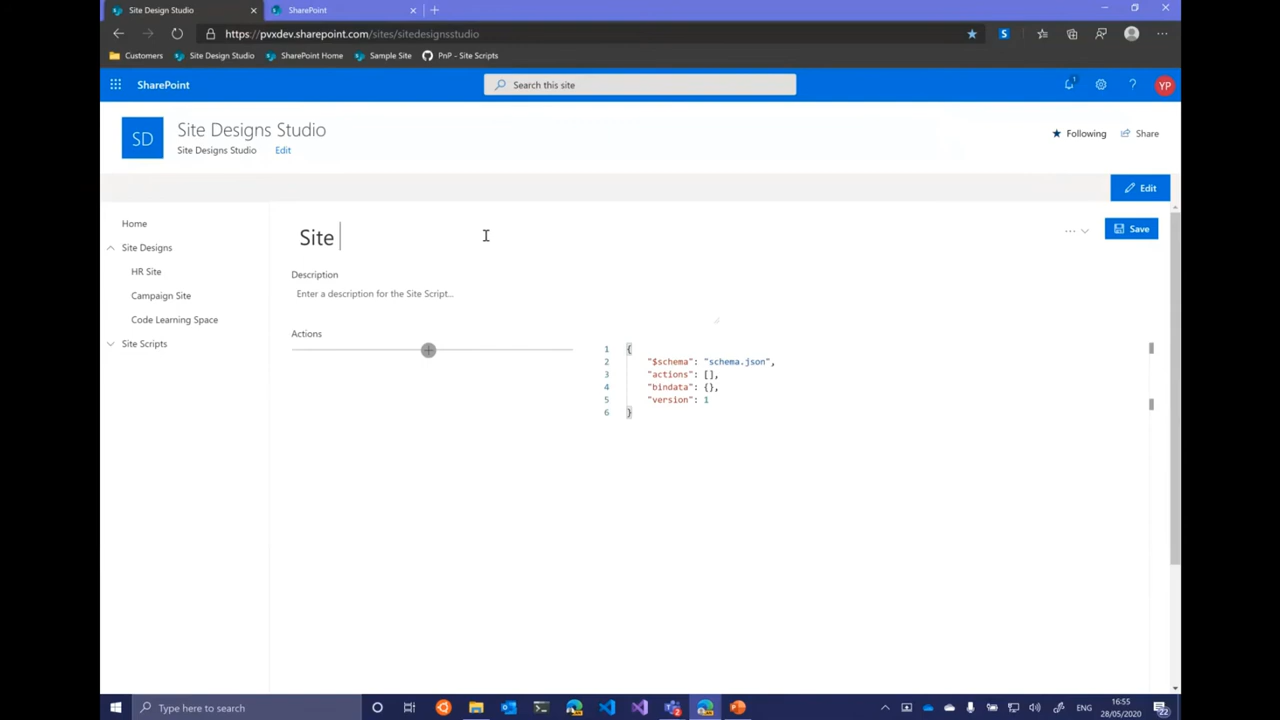 Site Design Studio
SharePoint
https://pvxdev.sharepoint.com/sites/sitedesignsstudio
Customers
Site Design Studio
SharePoint Home
Sample Site
PnP - Site Scripts
SharePoint
Search this site
1
?
YP
SD
Site Designs Studio
Site Designs Studio
Edit
Following
Share
Edit
Home
Site Designs
HR Site
Campaign Site
Code Learning Space
Site Scripts
Site
Save
Description
Enter a description for the Site Script...
Actions
1 {
2 "$schema": "schema.json",
3 "actions": [],
4 "bindata": {},
5 "version": 1
6 }
Type here to search
ENG
16:55
28/05/2020
22